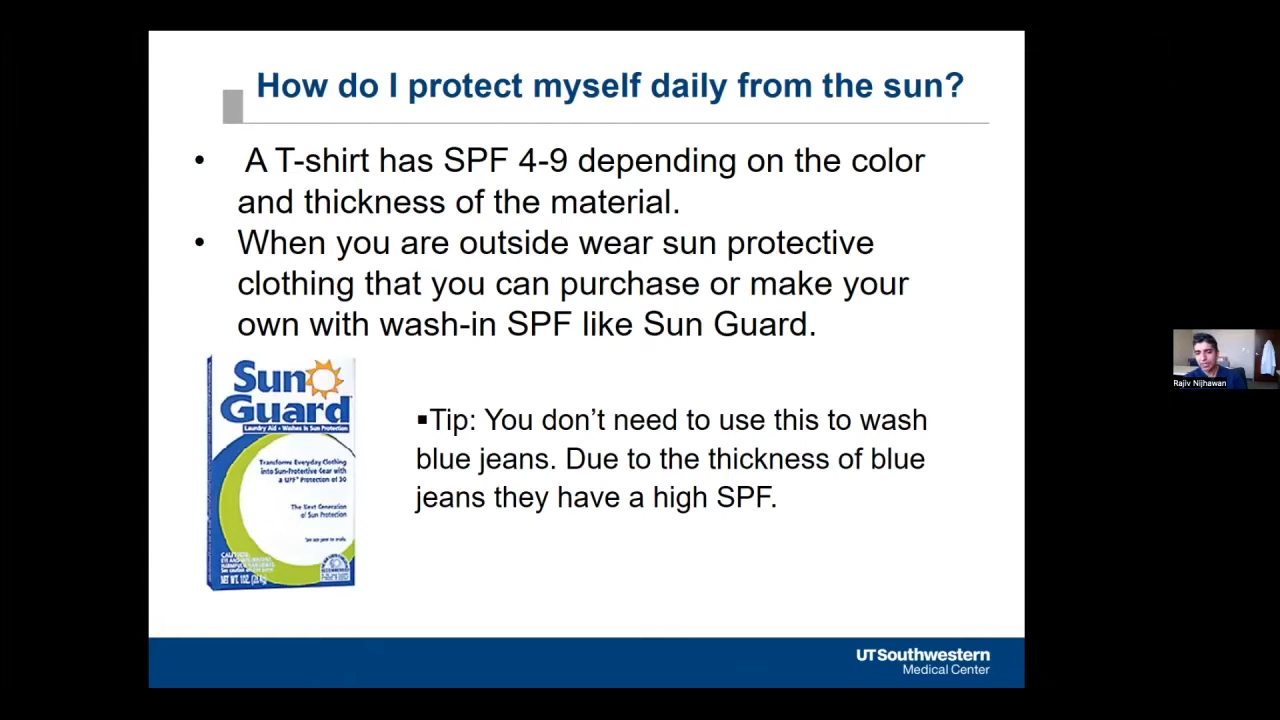 How do I protect myself daily from the sun?
• A T-shirt has SPF 4-9 depending on the color
and thickness of the material.
• When you are outside wear sun protective
clothing that you can purchase or make your
own with wash-in SPF like Sun Guard.
Sun
Guard
Laundry Aid • Washes In Sun Protection
Transforms Everyday Clothing
into Sun-Protective Gear with
a UPF* Protection of 30
The Next Generation
of Sun Protection
CAUTION:
NET WT. 1OZ.
▪Tip: You don’t need to use this to wash
blue jeans. Due to the thickness of blue
jeans they have a high SPF.
Rajiv Nijhawan
UTSouthwestern
Medical Center